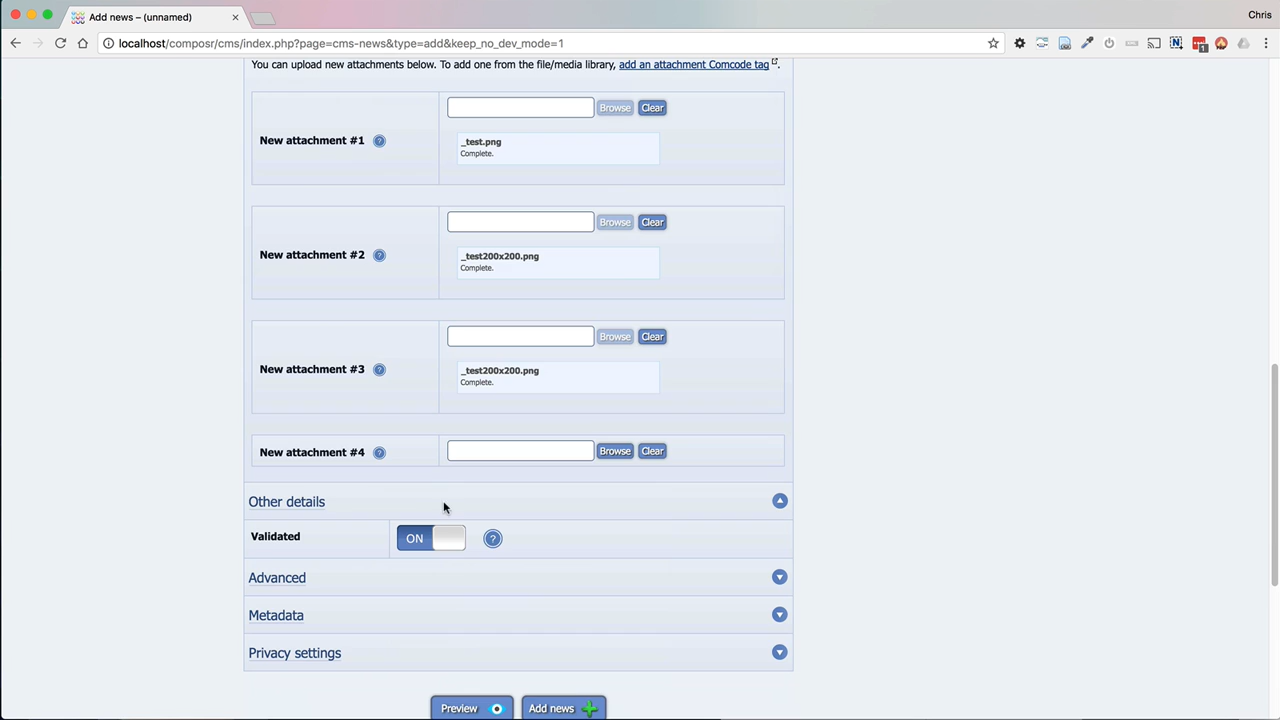 Add news – (unnamed)
Chris
localhost/composr/cms/index.php?page=cms-news&type=add&keep_no_dev_mode=1
1
You can upload new attachments below. To add one from the file/media library, add an attachment Comcode tag.
New attachment #1 ? Browse Clear
_test.png
Complete.
New attachment #2 ? Browse Clear
_test200x200.png
Complete.
New attachment #3 ? Browse Clear
_test200x200.png
Complete.
New attachment #4 ? Browse Clear
Other details
Validated ON ?
Advanced
Metadata
Privacy settings
Preview Add news